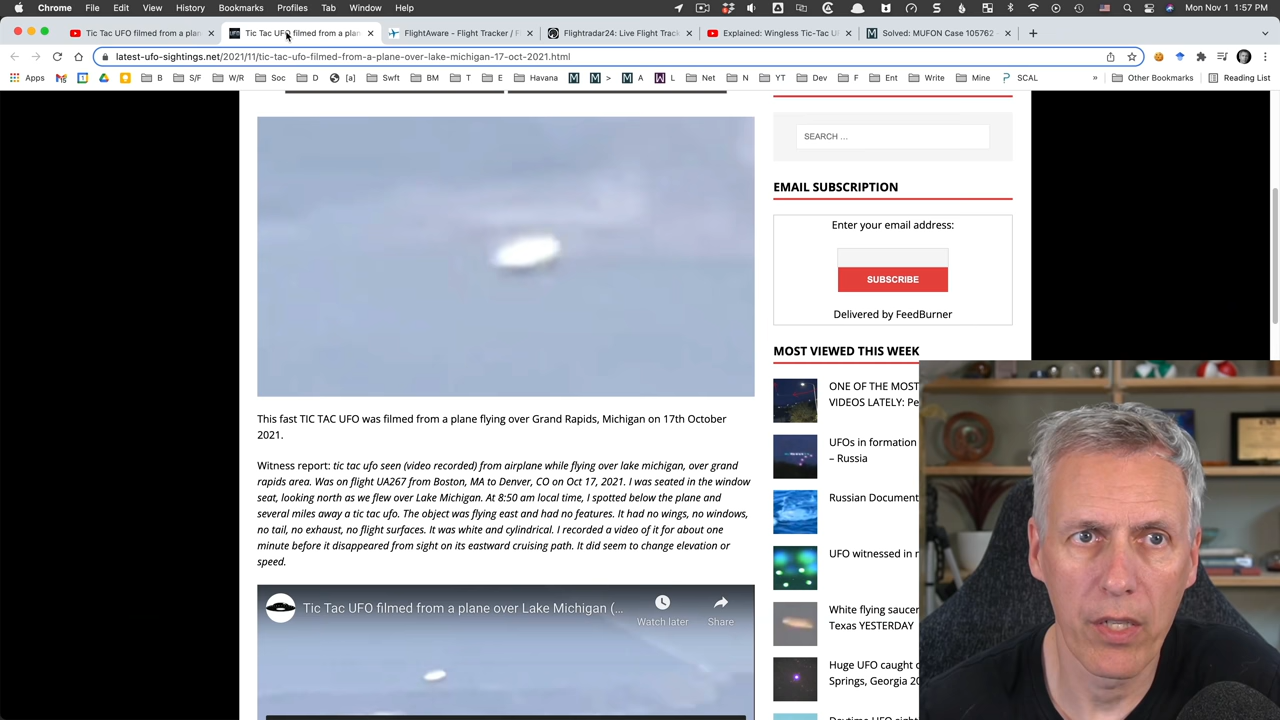 Chrome File Edit View History Bookmarks Profiles Tab Window Help
Mon Nov 1 1:57 PM
Tic Tac UFO filmed from a plan
Tic Tac UFO filmed from a plan
FlightAware - Flight Tracker / F
Flightradar24: Live Flight Track
Explained: Wingless Tic-Tac UF
Solved: MUFON Case 105762 -
latest-ufo-sightings.net/2021/11/tic-tac-ufo-filmed-from-a-plane-over-lake-michigan-17-oct-2021.html
Apps B S/F W/R Soc D [a] Swft BM T E Havana M M > M A L Net N YT Dev F Ent Write Mine SCAL » Other Bookmarks Reading List
SEARCH …
EMAIL SUBSCRIPTION
Enter your email address:
SUBSCRIBE
Delivered by FeedBurner
MOST VIEWED THIS WEEK
ONE OF THE MOST
VIDEOS LATELY: Pe
UFOs in formation
– Russia
Russian Document
UFO witnessed in
White flying saucer
Texas YESTERDAY
Huge UFO caught
Springs, Georgia 20
This fast TIC TAC UFO was filmed from a plane flying over Grand Rapids, Michigan on 17th October
2021.
Witness report: tic tac ufo seen (video recorded) from airplane while flying over lake michigan, over grand
rapids area. Was on flight UA267 from Boston, MA to Denver, CO on Oct 17, 2021. I was seated in the window
seat, looking north as we flew over Lake Michigan. At 8:50 am local time, I spotted below the plane and
several miles away a tic tac ufo. The object was flying east and had no features. It had no wings, no windows,
no tail, no exhaust, no flight surfaces. It was white and cylindrical. I recorded a video of it for about one
minute before it disappeared from sight on its eastward cruising path. It did seem to change elevation or
speed.
Tic Tac UFO filmed from a plane over Lake Michigan (...
Watch later
Share